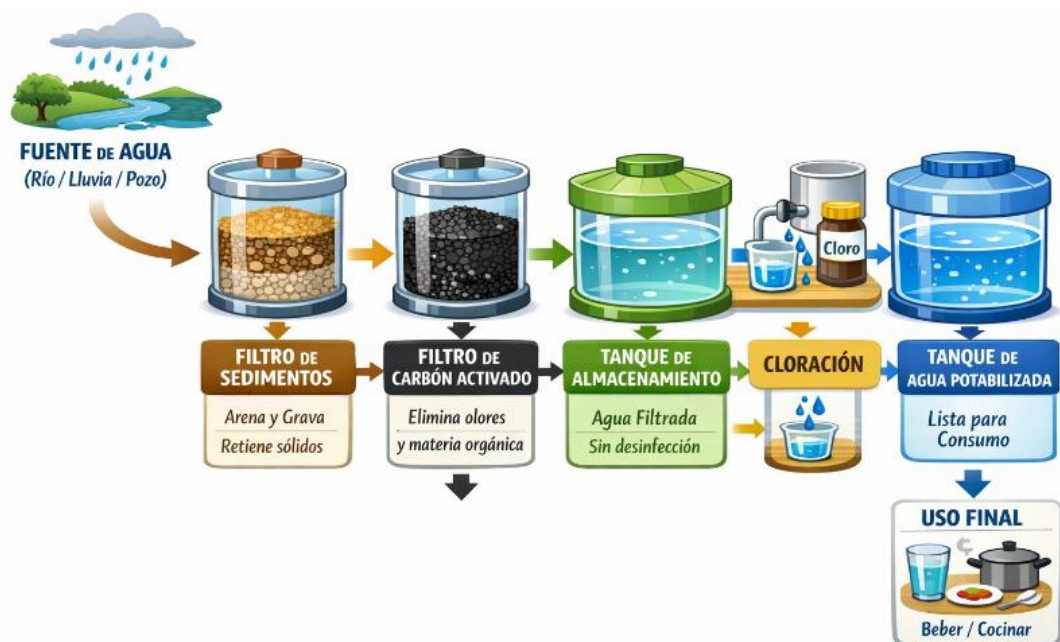 FUENTE DE AGUA
(Río / Lluvia / Pozo)
Cloro
FILTRO DE
SEDIMENTOS
Arena y Grava
Retiene sólidos
FILTRO DE
CARBÓN ACTIVADO
Elimina olores
y materia orgánica
TANQUE DE
ALMACENAMIENTO
Agua Filtrada
Sin desinfección
CLORACIÓN
TANQUE DE
AGUA POTABILIZADA
Lista para
Consumo
USO FINAL
Beber / Cocinar